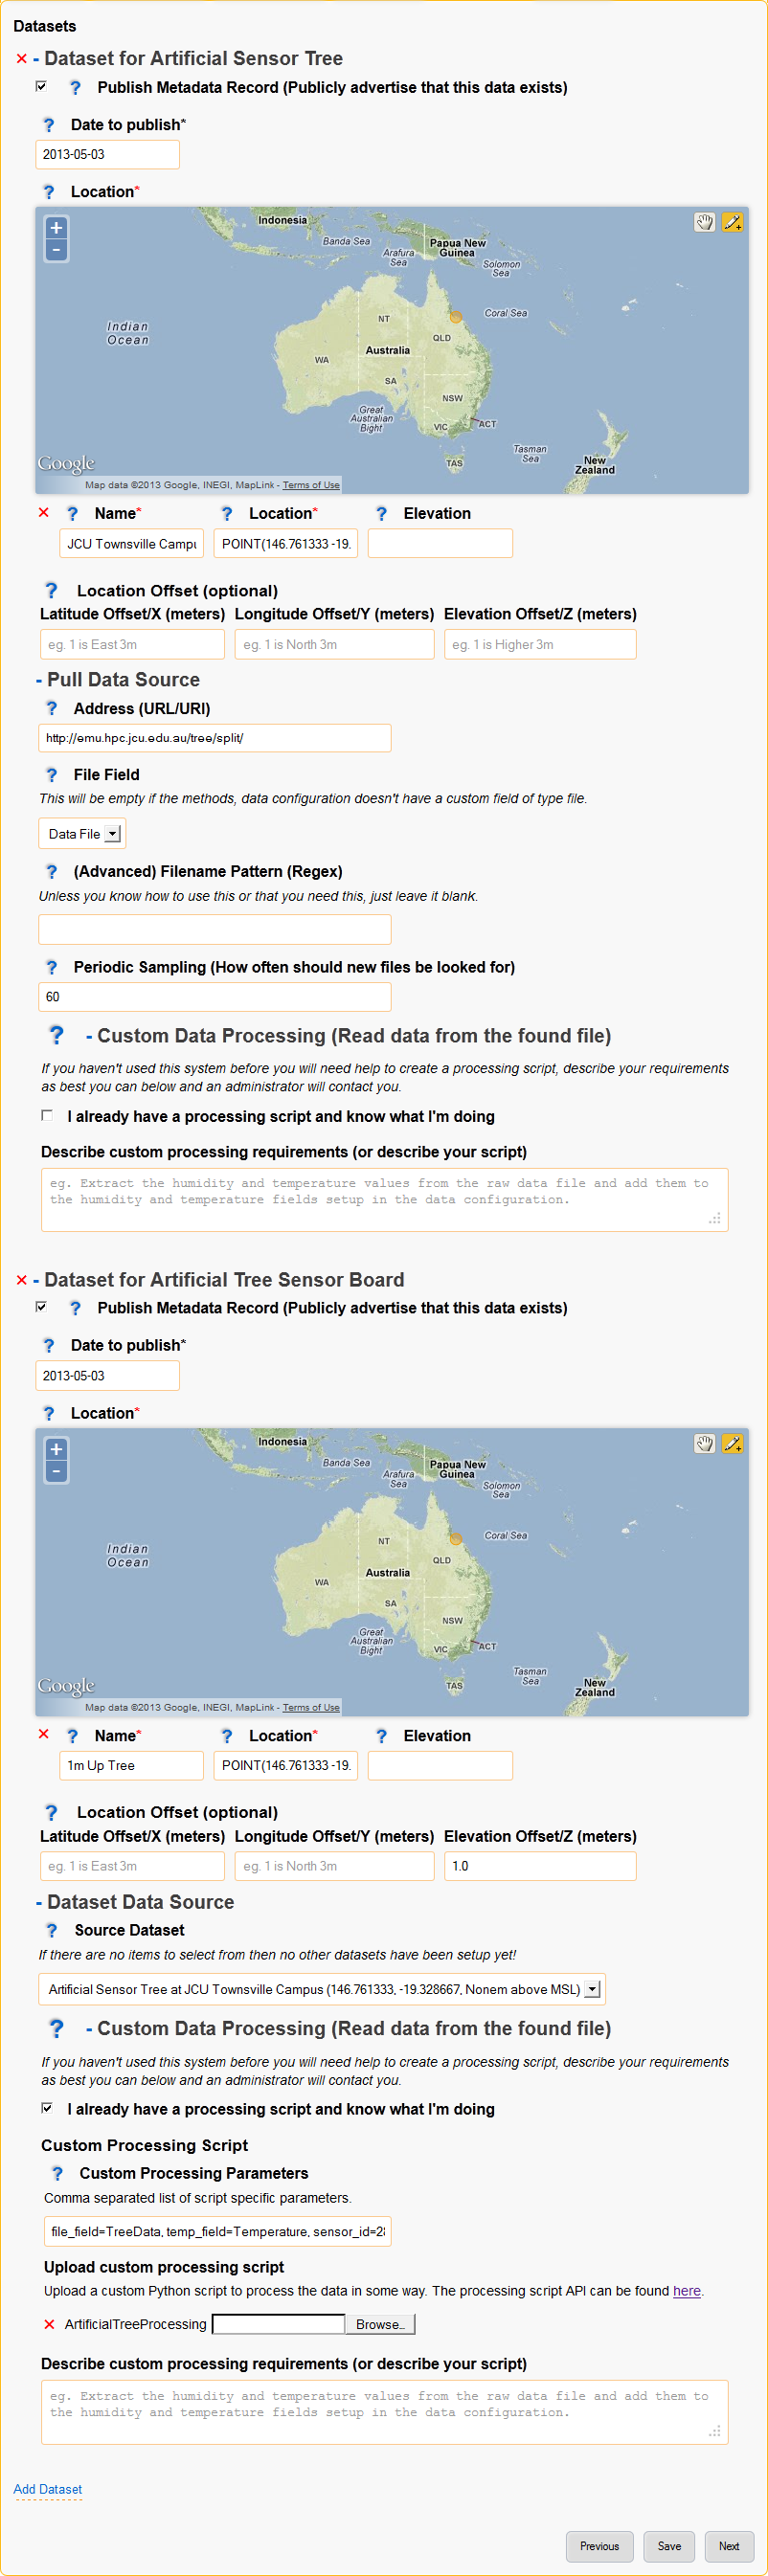 Datasets
- Dataset for Artificial Sensor Tree
Publish Metadata Record (Publicly advertise that this data exists)
Date to publish*
2013-05-03
Location*
Indonesia
Banda Sea
Arafura
Sea
Papua New
Guinea
Solomon
Sea
Indian
Ocean
Coral Sea
NT
QLD
Australia
WA
SA
NSW
Great
Australian
Bight
VIC
ACT
Tasman
Sea
TAS
New
Zealand
Google
Map data ©2013 Google, INEGI, MapLink - Terms of Use
Name* Location* Elevation
JCU Townsville Campu POINT(146.761333 -19.
Location Offset (optional)
Latitude Offset/X (meters) Longitude Offset/Y (meters) Elevation Offset/Z (meters)
eg. 1 is East 3m eg. 1 is North 3m eg. 1 is Higher 3m
- Pull Data Source
Address (URL/URI)
http://emu.hpc.jcu.edu.au/tree/split/
File Field
This will be empty if the methods, data configuration doesn't have a custom field of type file.
Data File
(Advanced) Filename Pattern (Regex)
Unless you know how to use this or that you need this, just leave it blank.
Periodic Sampling (How often should new files be looked for)
60
- Custom Data Processing (Read data from the found file)
If you haven't used this system before you will need help to create a processing script, describe your requirements
as best you can below and an administrator will contact you.
I already have a processing script and know what I'm doing
Describe custom processing requirements (or describe your script)
eg. Extract the humidity and temperature values from the raw data file and add them to
the humidity and temperature fields setup in the data configuration.
- Dataset for Artificial Tree Sensor Board
Publish Metadata Record (Publicly advertise that this data exists)
Date to publish*
2013-05-03
Location*
Indonesia
Banda Sea
Arafura
Sea
Papua New
Guinea
Solomon
Sea
Indian
Ocean
Coral Sea
NT
QLD
Australia
WA
SA
NSW
Great
Australian
Bight
VIC
ACT
Tasman
Sea
TAS
New
Zealand
Google
Map data ©2013 Google, INEGI, MapLink - Terms of Use
Name* Location* Elevation
1m Up Tree POINT(146.761333 -19.
Location Offset (optional)
Latitude Offset/X (meters) Longitude Offset/Y (meters) Elevation Offset/Z (meters)
eg. 1 is East 3m eg. 1 is North 3m 1.0
- Dataset Data Source
Source Dataset
If there are no items to select from then no other datasets have been setup yet!
Artificial Sensor Tree at JCU Townsville Campus (146.761333, -19.328667, Nonem above MSL)
- Custom Data Processing (Read data from the found file)
If you haven't used this system before you will need help to create a processing script, describe your requirements
as best you can below and an administrator will contact you.
I already have a processing script and know what I'm doing
Custom Processing Script
Custom Processing Parameters
Comma separated list of script specific parameters.
file_field=TreeData, temp_field=Temperature, sensor_id=28
Upload custom processing script
Upload a custom Python script to process the data in some way. The processing script API can be found here.
ArtificialTreeProcessing Browse...
Describe custom processing requirements (or describe your script)
eg. Extract the humidity and temperature values from the raw data file and add them to
the humidity and temperature fields setup in the data configuration.
Add Dataset
Previous Save Next